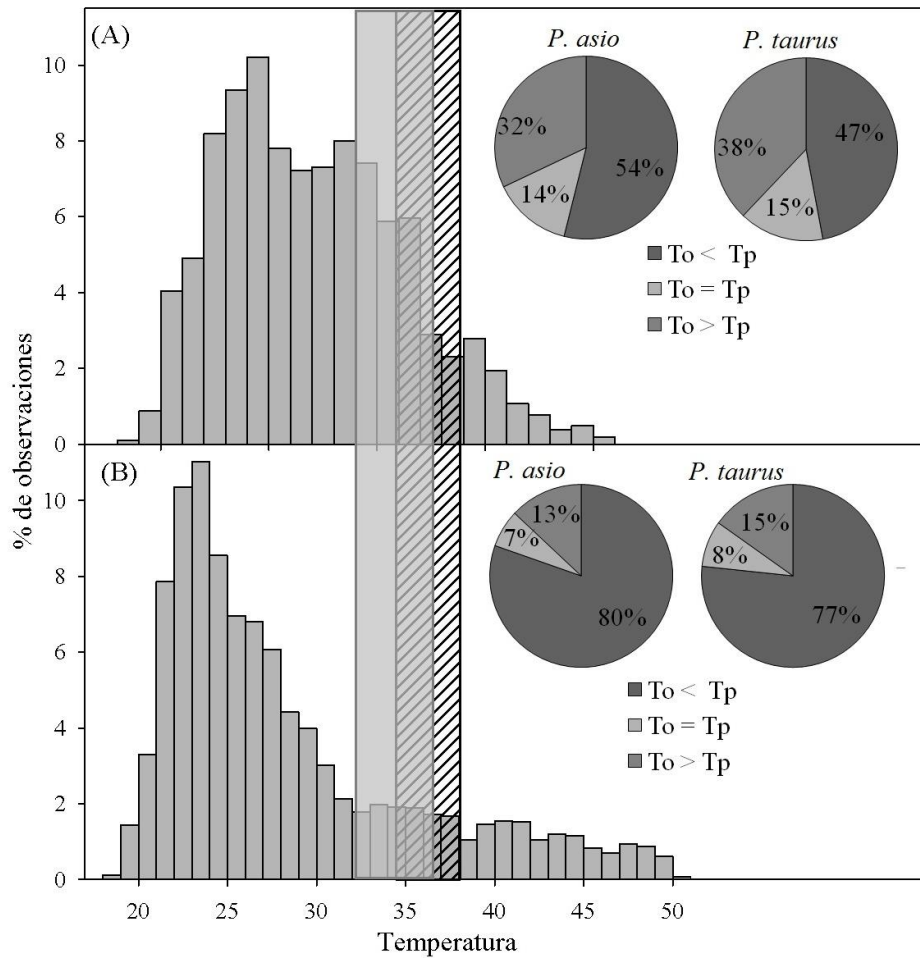 (A)
P. asio
P. taurus
10
8
6
4
2
0
32%
54%
14%
38%
47%
15%
To < Tp
To = Tp
To > Tp
% de observaciones
(B)
P. asio
P. taurus
10
8
6
4
2
0
13%
7%
80%
15%
8%
77%
To < Tp
To = Tp
To > Tp
20 25 30 35 40 45 50
Temperatura